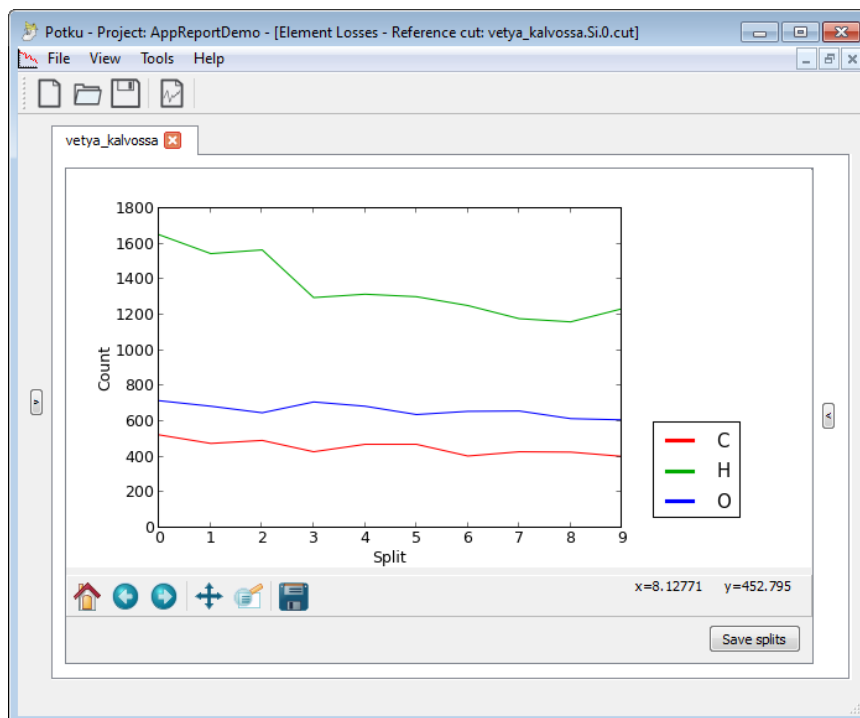 Potku - Project: AppReportDemo - [Element Losses - Reference cut: vetya_kalvossa.Si.0.cut]
File View Tools Help
vetya_kalvossa
1800
1600
1400
1200
1000
800
600
400
200
0
Count
0 1 2 3 4 5 6 7 8 9
Split
C
H
O
x=8.12771 y=452.795
Save splits